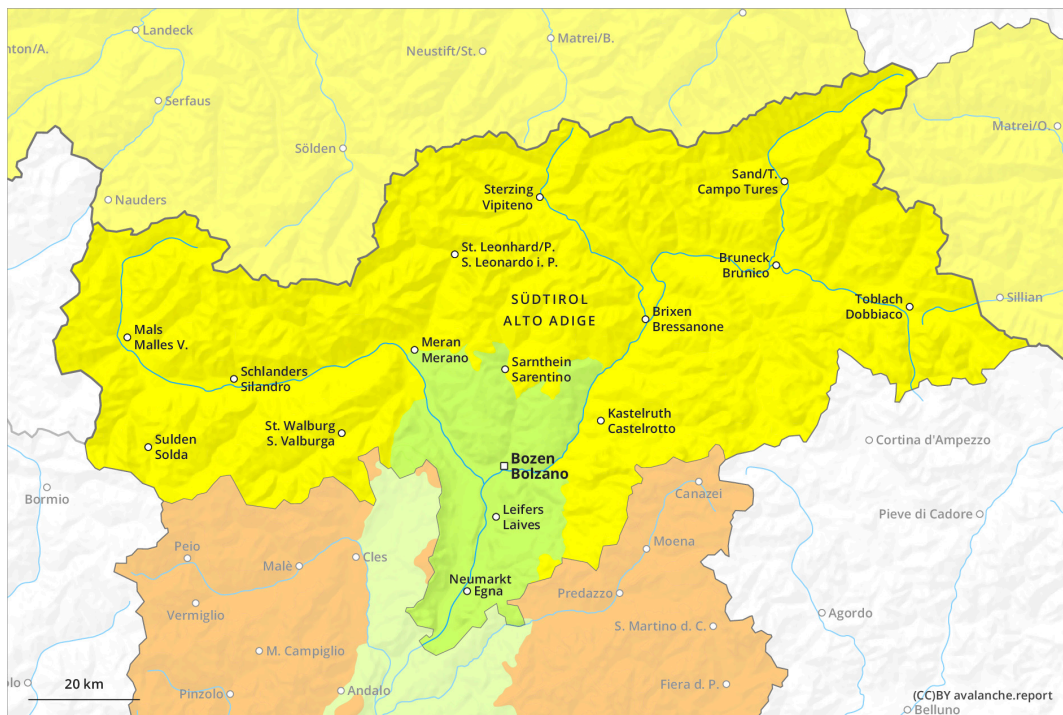 Landeck
nton/A.
Neustift/St.
Matrei/B.
Serfaus
Matrei/O.
Sölden
Nauders
Sterzing
Vipiteno
Sand/T.
Campo Tures
St. Leonhard/P.
S. Leonardo i. P.
Bruneck
Brunico
SÜDTIROL
ALTO ADIGE
Toblach
Dobbiaco
Sillian
Brixen
Bressanone
Mals
Malles V.
Meran
Merano
Sarnthein
Sarentino
Schlanders
Silandro
Kastelruth
Castelrotto
St. Walburg
S. Valburga
Sulden
Solda
Cortina d'Ampezzo
Bozen
Bolzano
Bormio
Canazei
Leifers
Laives
Pieve di Cadore
Peio
Cles
Moena
Malè
Neumarkt
Egna
Predazzo
Vermiglio
Agordo
S. Martino d. C.
M. Campiglio
20 km
olo
Pinzolo
Andalo
Fiera d. P.
(CC)BY avalanche.report
Belluno